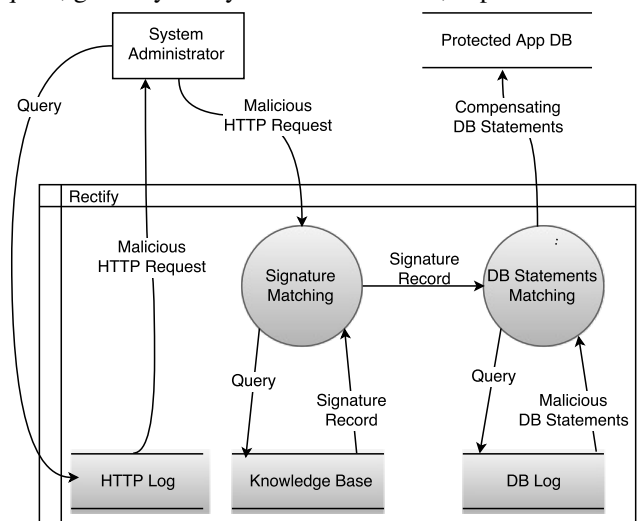 System
Administrator
Protected App DB
Query
Malicious
HTTP Request
Compensating
DB Statements
Rectify
Malicious
HTTP Request
Signature
Matching
Signature
Record
:
DB Statements
Matching
Query
Signature
Record
Query
Malicious
DB Statements
HTTP Log
Knowledge Base
DB Log